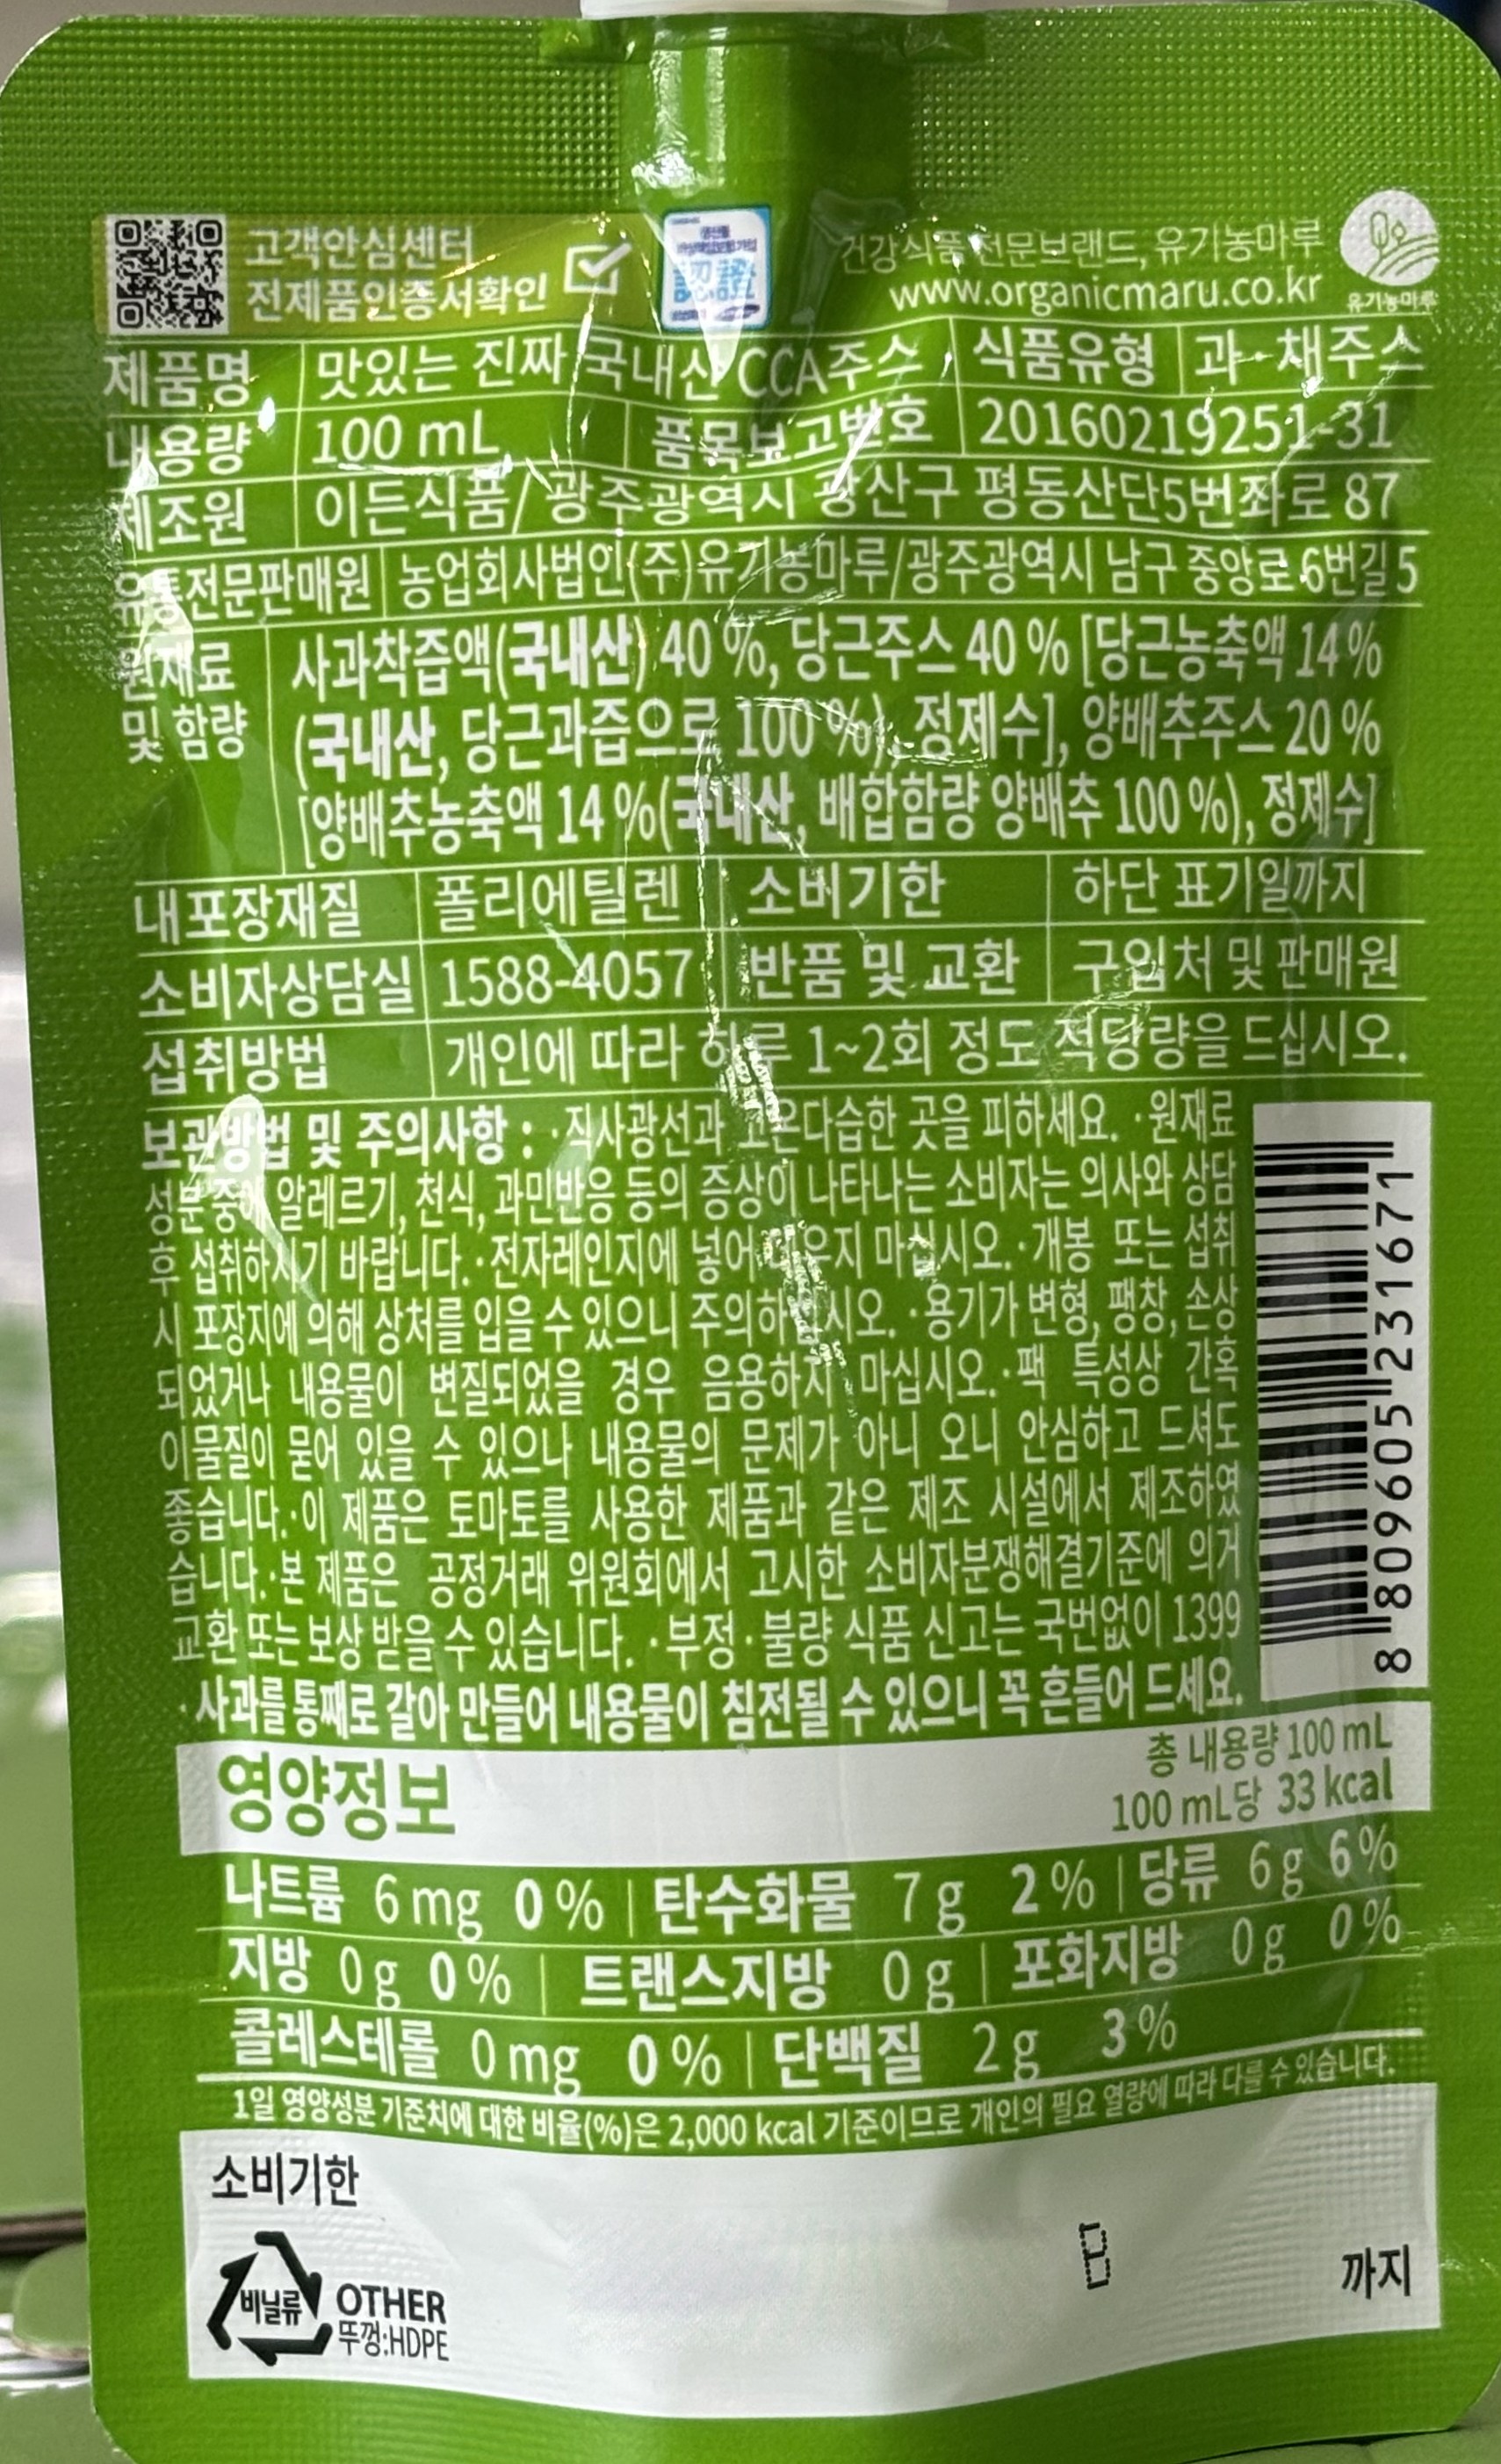 고객안심센터
전제품인증서확인
認證
건강식품 전문브랜드, 유기농마루
www.organicmaru.co.kr
유기농마루
제품명 맛있는 진짜 국내산 CCA주스 식품유형 과·채주스
내용량 100 mL 품목보고번호 20160219251-31
제조원 이든식품/ 광주광역시 광산구 평동산단5번좌로 87
유통전문판매원 농업회사법인(주)유기농마루/광주광역시 남구 중앙로 6번길 5
원재료 및 함량 사과착즙액(국내산) 40 %, 당근주스 40 % [당근농축액 14 %
(국내산, 당근과즙으로 100 %), 정제수], 양배추주스 20 %
[양배추농축액 14 %(국내산, 배합함량 양배추 100 %), 정제수]
내포장재질 폴리에틸렌 소비기한 하단 표기일까지
소비자상담실 1588-4057 반품 및 교환 구입처 및 판매원
섭취방법 개인에 따라 하루 1~2회 정도 적당량을 드십시오.
보관방법 및 주의사항 : ·직사광선과 고온다습한 곳을 피하세요. ·원재료
성분 중에 알레르기, 천식, 과민반응 등의 증상이 나타나는 소비자는 의사와 상담
후 섭취하시기 바랍니다. ·전자레인지에 넣어 데우지 마십시오. ·개봉 또는 섭취
시 포장지에 의해 상처를 입을 수 있으니 주의하십시오. ·용기가 변형, 팽창, 손상
되었거나 내용물이 변질되었을 경우 음용하지 마십시오. ·팩 특성상 간혹
이물질이 묻어 있을 수 있으나 내용물의 문제가 아니 오니 안심하고 드셔도
좋습니다. ·이 제품은 토마토를 사용한 제품과 같은 제조 시설에서 제조하였
습니다. ·본 제품은 공정거래 위원회에서 고시한 소비자분쟁해결기준에 의거
교환 또는 보상 받을 수 있습니다. ·부정·불량 식품 신고는 국번없이 1399
·사과를 통째로 갈아 만들어 내용물이 침전될 수 있으니 꼭 흔들어 드세요.
8 809605 231671
영양정보 총 내용량 100 mL
100 mL당 33 kcal
나트륨 6 mg 0 % | 탄수화물 7 g 2 % | 당류 6 g 6 %
지방 0 g 0 % | 트랜스지방 0 g | 포화지방 0 g 0 %
콜레스테롤 0 mg 0 % | 단백질 2 g 3 %
1일 영양성분 기준치에 대한 비율(%)은 2,000 kcal 기준이므로 개인의 필요 열량에 따라 다를 수 있습니다.
소비기한
B
까지
비닐류 OTHER
뚜껑:HDPE